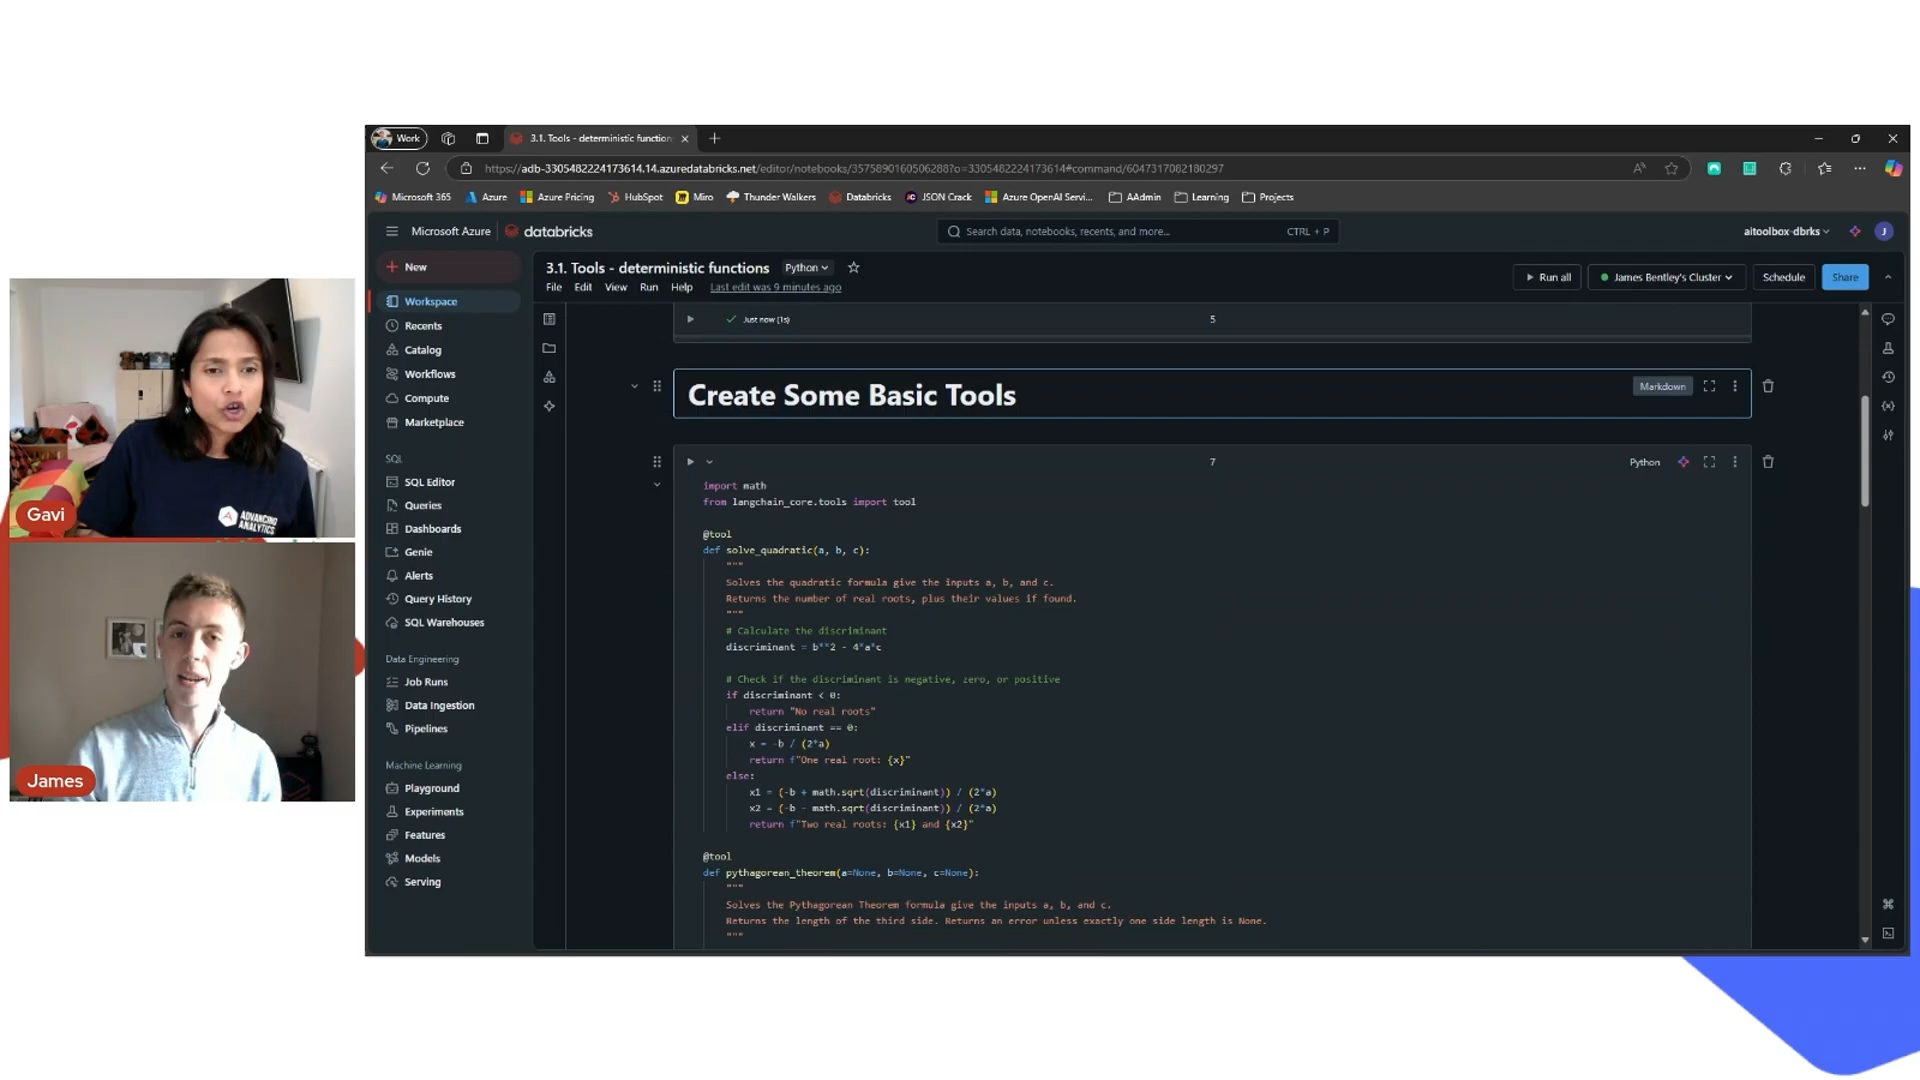 Work
3.1. Tools - deterministic function
https://adb-3305482224173614.14.azuredatabricks.net/editor/notebooks/3575890160506288?o=3305482224173614#command/6047317082180297
Microsoft 365
Azure
Azure Pricing
HubSpot
Miro
Thunder Walkers
Databricks
JSON Crack
Azure OpenAI Servi...
AAdmin
Learning
Projects
Microsoft Azure
databricks
Search data, notebooks, recents, and more...
CTRL + P
aitoolbox-dbrks
J
New
Workspace
Recents
Catalog
Workflows
Compute
Marketplace
SQL
SQL Editor
Queries
Dashboards
Genie
Alerts
Query History
SQL Warehouses
Data Engineering
Job Runs
Data Ingestion
Pipelines
Machine Learning
Playground
Experiments
Features
Models
Serving
3.1. Tools - deterministic functions
Python
File Edit View Run Help Last edit was 9 minutes ago
Run all
James Bentley's Cluster
Schedule
Share
Just now (1s)
5
Create Some Basic Tools
Markdown
7
Python
import math
from langchain_core.tools import tool
@tool
def solve_quadratic(a, b, c):
"""
Solves the quadratic formula give the inputs a, b, and c.
Returns the number of real roots, plus their values if found.
"""
# Calculate the discriminant
discriminant = b**2 - 4*a*c
# Check if the discriminant is negative, zero, or positive
if discriminant < 0:
return "No real roots"
elif discriminant == 0:
x = -b / (2*a)
return f"One real root: {x}"
else:
x1 = (-b + math.sqrt(discriminant)) / (2*a)
x2 = (-b - math.sqrt(discriminant)) / (2*a)
return f"Two real roots: {x1} and {x2}"
@tool
def pythagorean_theorem(a=None, b=None, c=None):
"""
Solves the Pythagorean Theorem formula give the inputs a, b, and c.
Returns the length of the third side. Returns an error unless exactly one side length is None.
"""
ADVANCING
ANALYTICS
Gavi
James